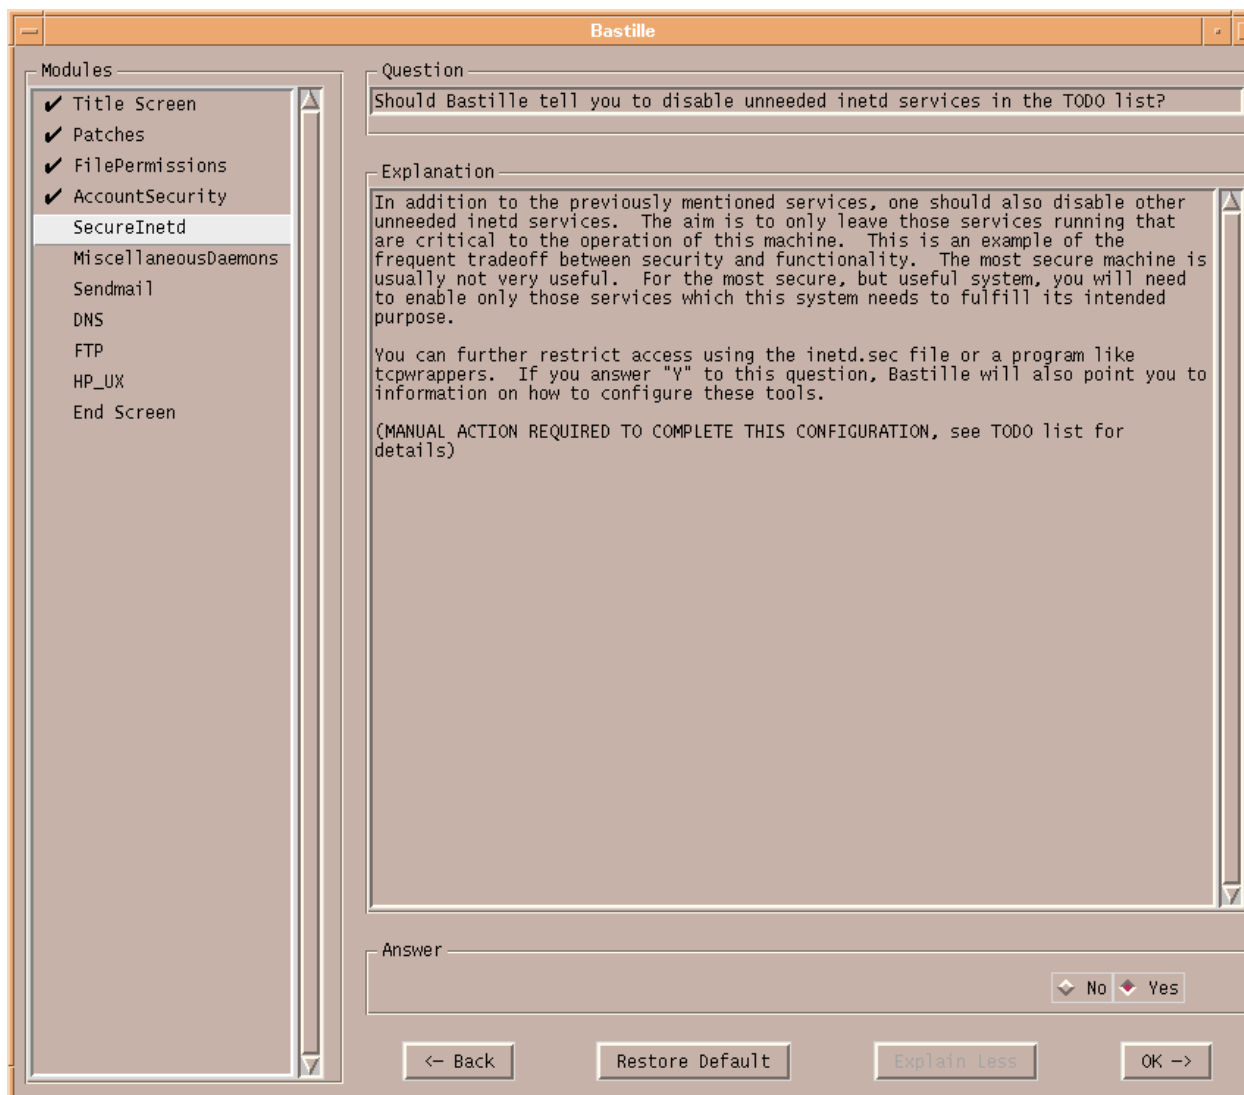 Bastille
Modules
Title Screen
Patches
FilePermissions
AccountSecurity
SecureInetd
MiscellaneousDaemons
Sendmail
DNS
FTP
HP_UX
End Screen
Question
Should Bastille tell you to disable unneeded inetd services in the TODO list?
Explanation
In addition to the previously mentioned services, one should also disable other
unneeded inetd services.  The aim is to only leave those services running that
are critical to the operation of this machine.  This is an example of the
frequent tradeoff between security and functionality.  The most secure machine is
usually not very useful.  For the most secure, but useful system, you will need
to enable only those services which this system needs to fulfill its intended
purpose.
You can further restrict access using the inetd.sec file or a program like
tcpwrappers.  If you answer "Y" to this question, Bastille will also point you to
information on how to configure these tools.
(MANUAL ACTION REQUIRED TO COMPLETE THIS CONFIGURATION, see TODO list for
details)
Answer
No Yes
<- Back Restore Default Explain Less OK ->